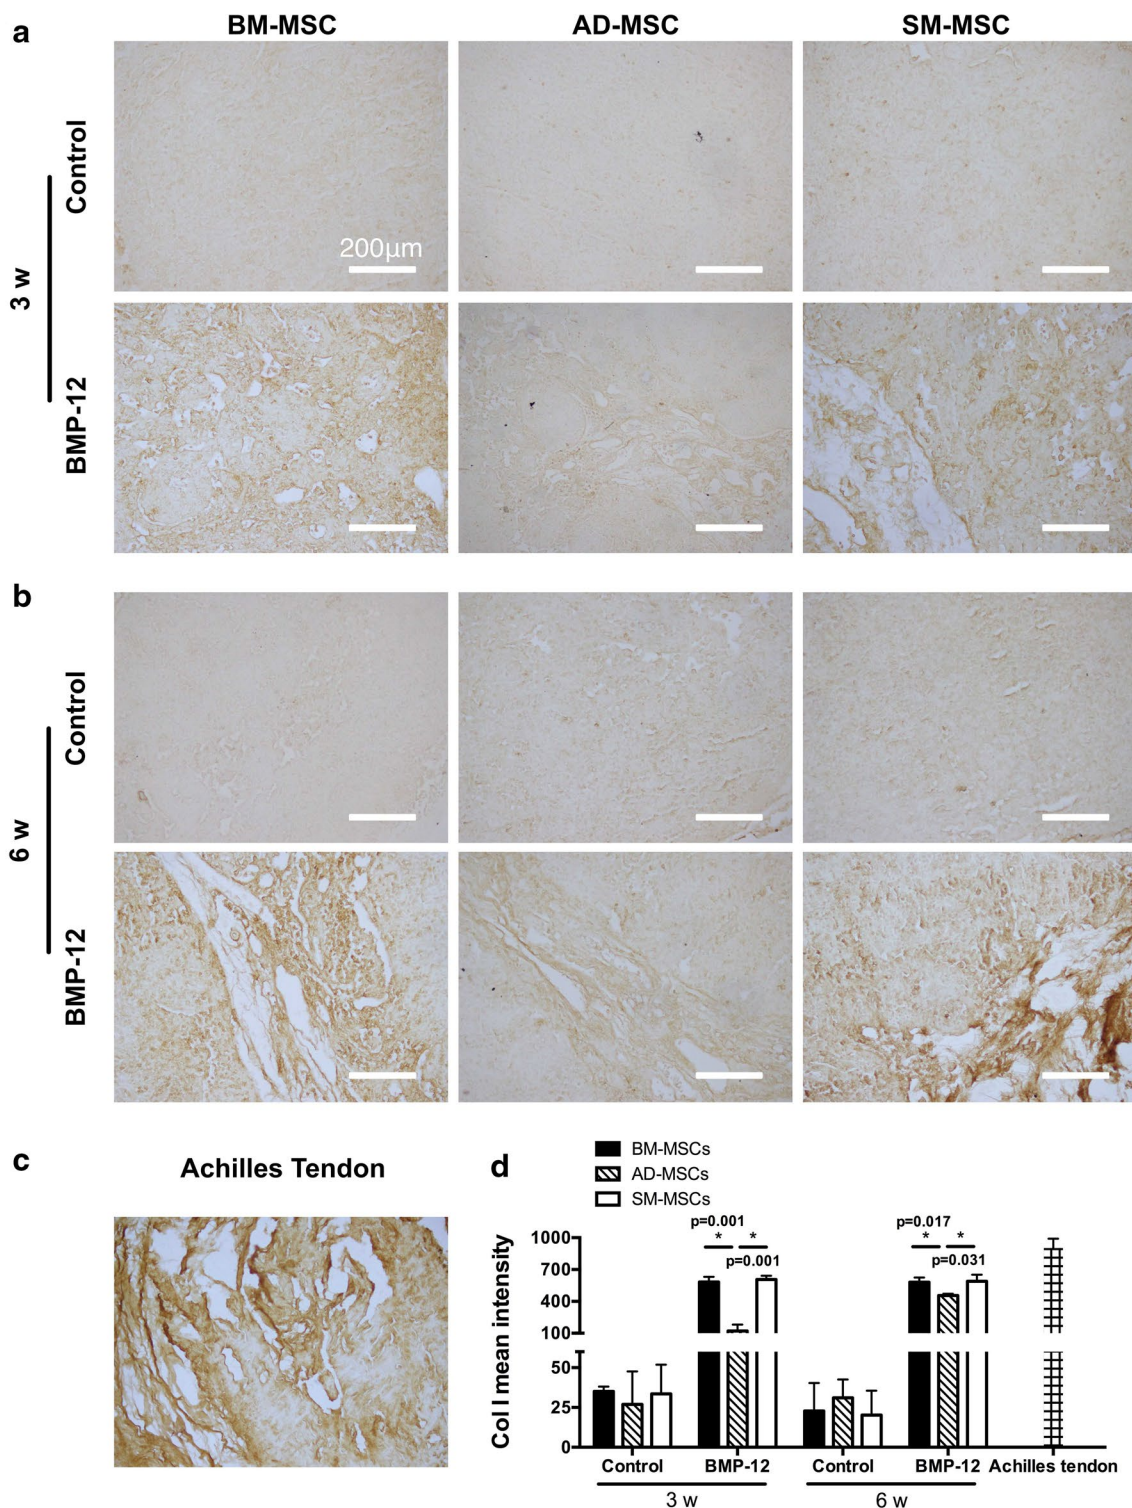 a
BM-MSC
AD-MSC
SM-MSC
3 w
Control
200μm
BMP-12
b
6 w
Control
BMP-12
c
Achilles Tendon
d
BM-MSCs
AD-MSCs
SM-MSCs
p=0.001
* *
p=0.001
p=0.017
* *
p=0.031
Col I mean intensity
1000
700
400
100
50
25
0
Control
BMP-12
Control
BMP-12
Achilles tendon
3 w
6 w